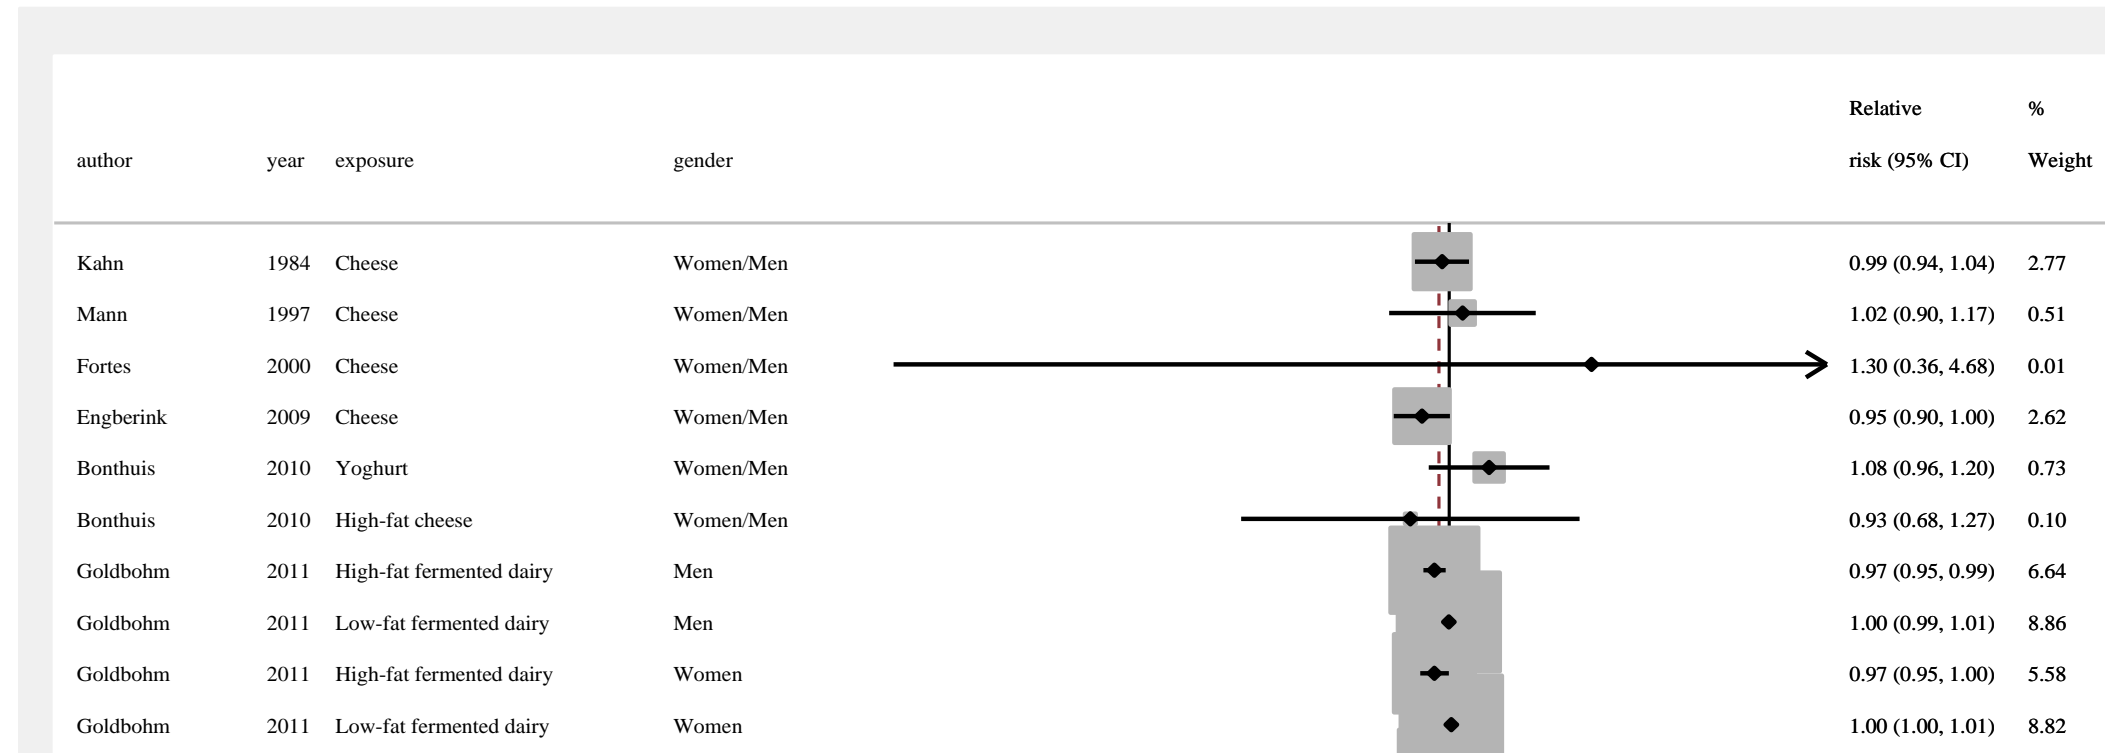 Relative %
author year exposure gender risk (95% CI) Weight
Kahn 1984 Cheese Women/Men 0.99 (0.94, 1.04) 2.77
Mann 1997 Cheese Women/Men 1.02 (0.90, 1.17) 0.51
Fortes 2000 Cheese Women/Men 1.30 (0.36, 4.68) 0.01
Engberink 2009 Cheese Women/Men 0.95 (0.90, 1.00) 2.62
Bonthuis 2010 Yoghurt Women/Men 1.08 (0.96, 1.20) 0.73
Bonthuis 2010 High-fat cheese Women/Men 0.93 (0.68, 1.27) 0.10
Goldbohm 2011 High-fat fermented dairy Men 0.97 (0.95, 0.99) 6.64
Goldbohm 2011 Low-fat fermented dairy Men 1.00 (0.99, 1.01) 8.86
Goldbohm 2011 High-fat fermented dairy Women 0.97 (0.95, 1.00) 5.58
Goldbohm 2011 Low-fat fermented dairy Women 1.00 (1.00, 1.01) 8.82